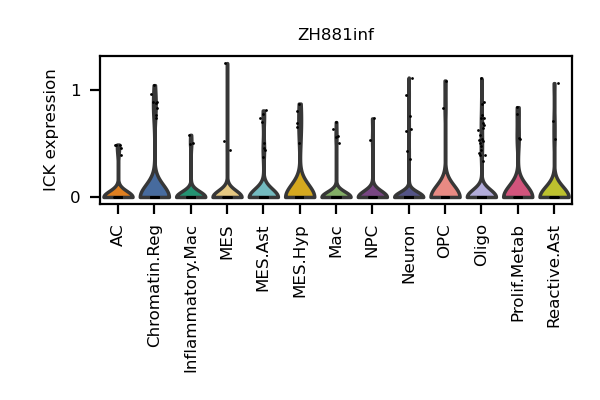 ZH881inf
ICK expression
1
0
AC
Chromatin.Reg
Inflammatory.Mac
MES
MES.Ast
MES.Hyp
Mac
NPC
Neuron
OPC
Oligo
Prolif.Metab
Reactive.Ast